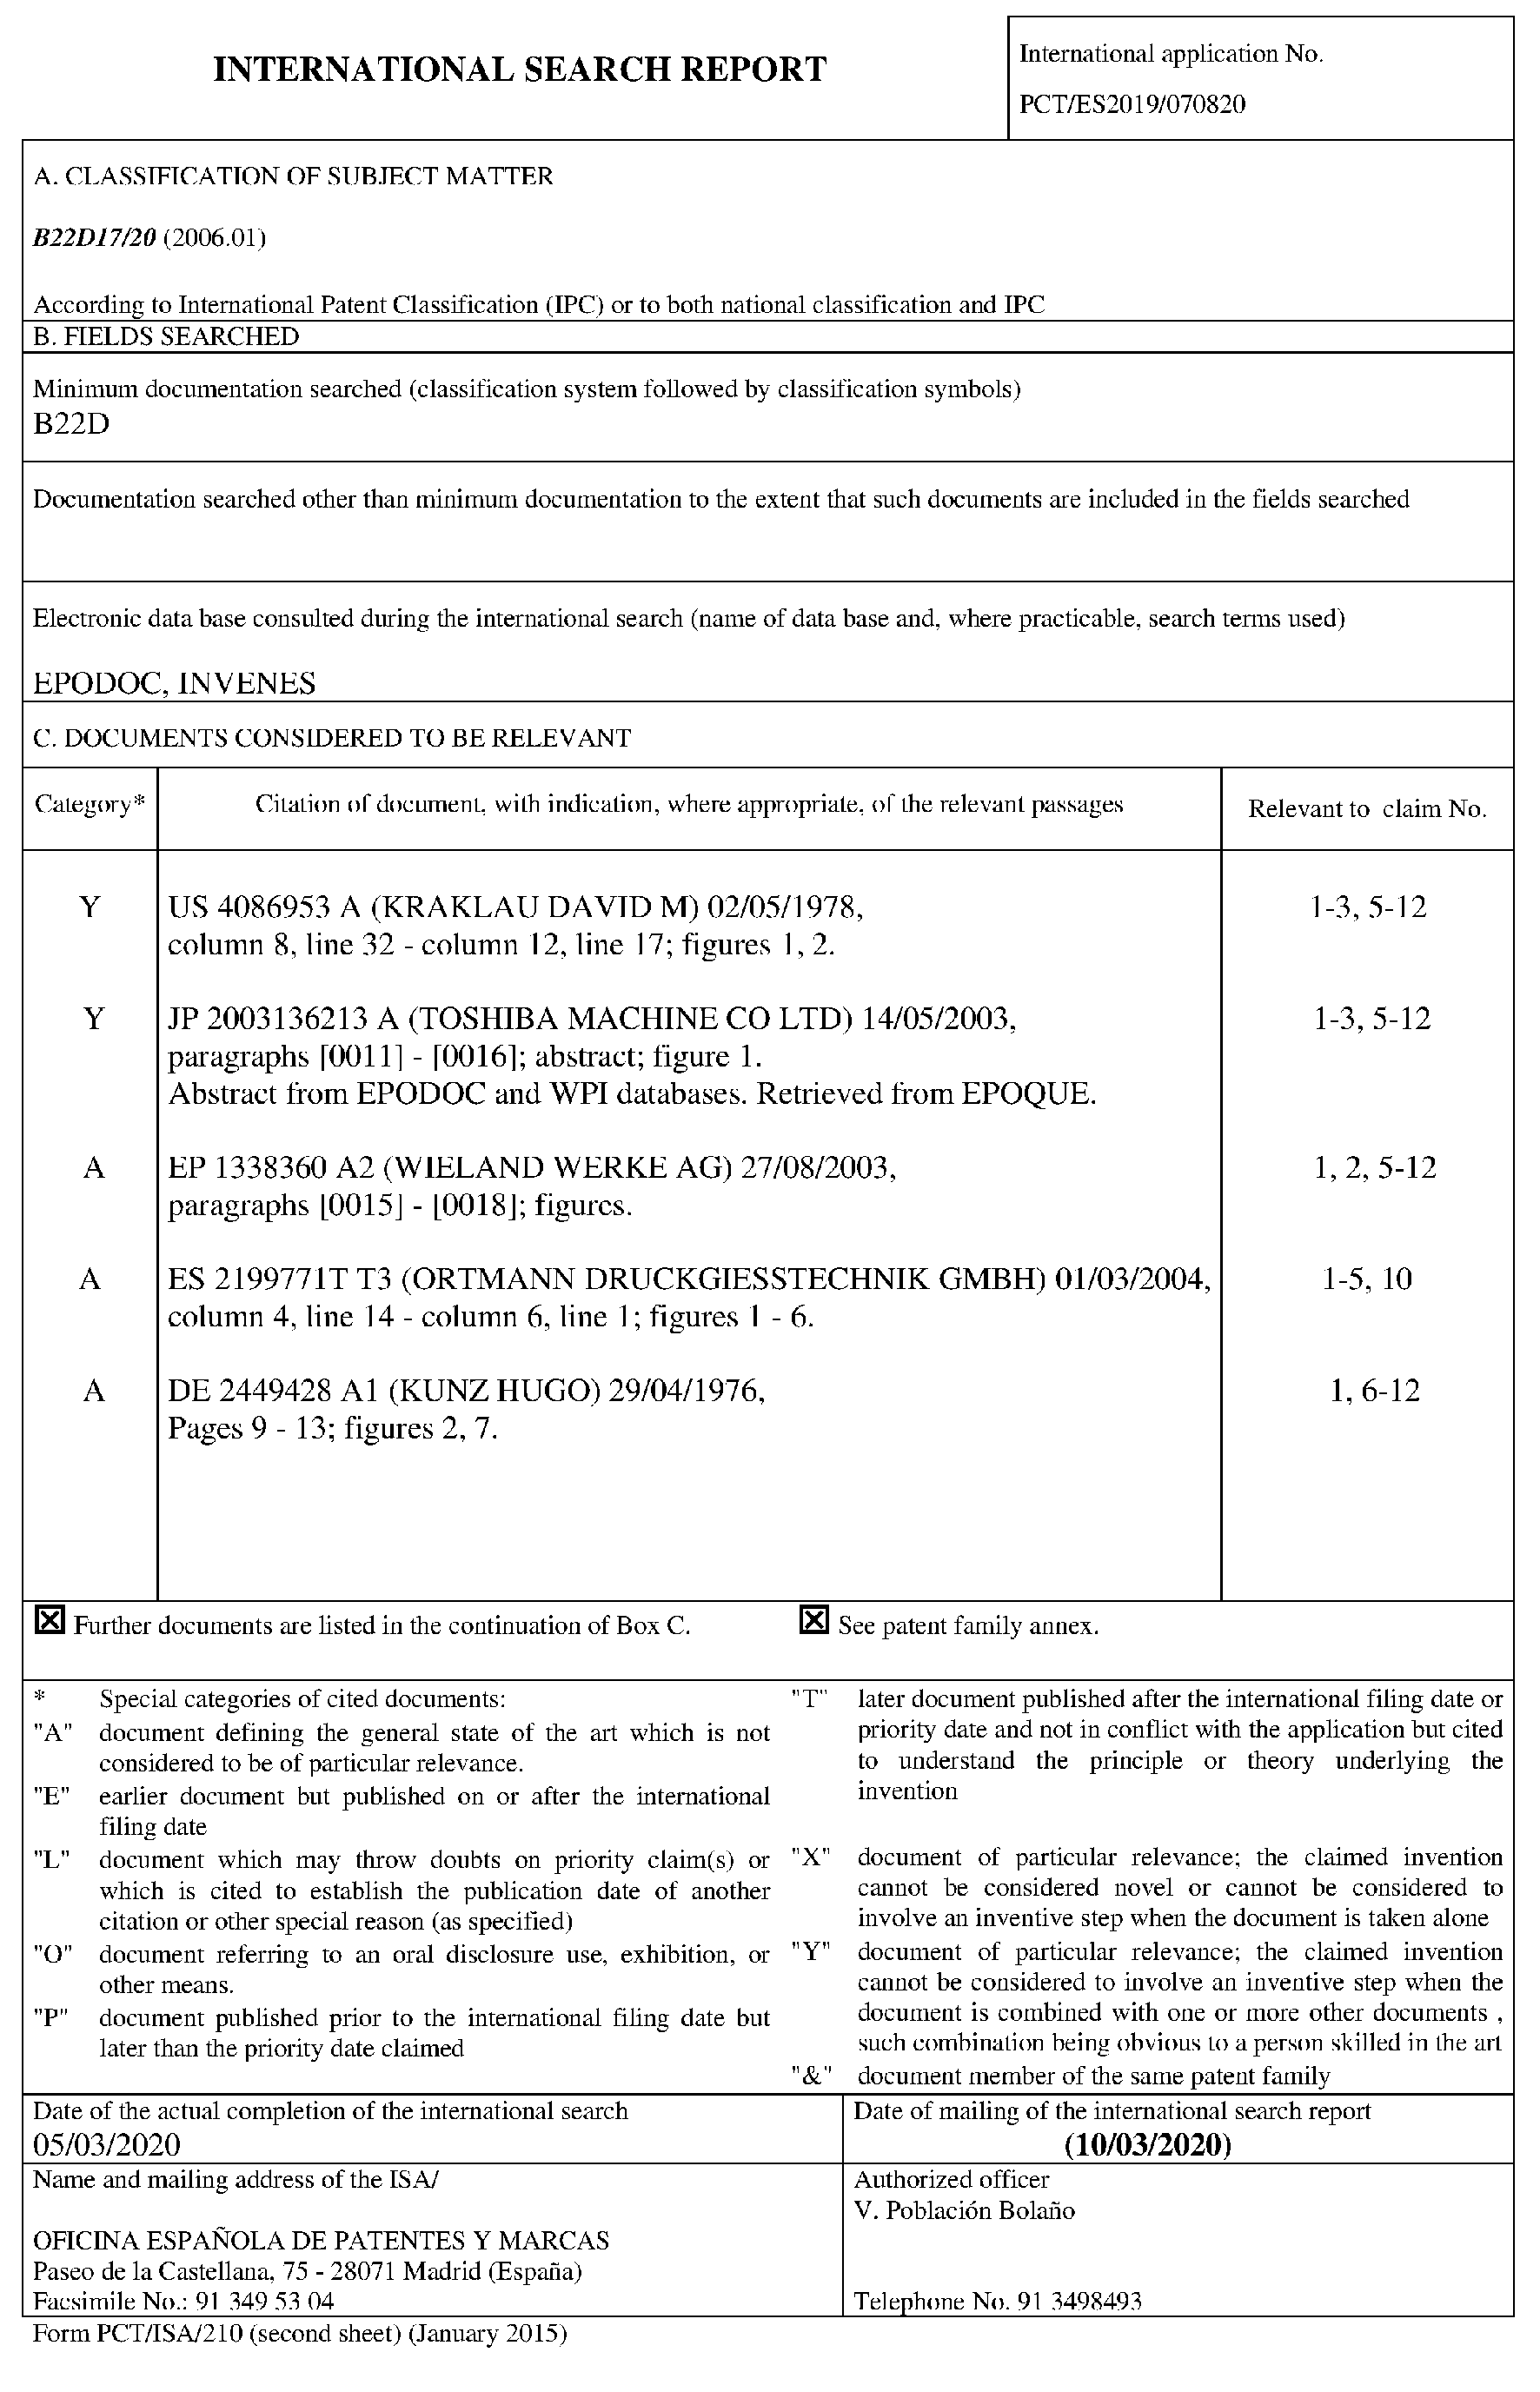 INTERNATIONAL SEARCH REPORT
International application No.
PCT/ES2019/070820
A. CLASSIFICATION OF SUBJECT MATTER
B22D17/20 (2006.01)
According to International Patent Classification (IPC) or to both national classification and IPC
B. FIELDS SEARCHED
Minimum documentation searched (classification system followed by classification symbols)
B22D
Documentation searched other than minimum documentation to the extent that such documents are included in the fields searched
Electronic data base consulted during the international search (name of data base and, where practicable, search terms used)
EPODOC, INVENES
C. DOCUMENTS CONSIDERED TO BE RELEVANT
Category*
Citation of document, with indication, where appropriate, of the relevant passages
Relevant to claim No.
Y
US 4086953 A (KRAKLAU DAVID M) 02/05/1978,
1-3, 5-12
column 8, line 32 - column 12, line 17; figures 1, 2.
Y
JP 2003136213 A (TOSHIBA MACHINE CO LTD) 14/05/2003,
1-3, 5-12
paragraphs [0011] - [0016]; abstract; figure 1.
Abstract from EPODOC and WPI databases. Retrieved from EPOQUE.
A
EP 1338360 A2 (WIELAND WERKE AG) 27/08/2003,
1, 2, 5-12
paragraphs [0015] - [0018]; figures.
A
ES 2199771T T3 (ORTMANN DRUCKGIESSTECHNIK GMBH) 01/03/2004,
1-5, 10
column 4, line 14 - column 6, line 1; figures 1 - 6.
A
DE 2449428 A1 (KUNZ HUGO) 29/04/1976,
1, 6-12
Pages 9 - 13; figures 2, 7.
Further documents are listed in the continuation of Box C.
See patent family annex.
* Special categories of cited documents:
"A" document defining the general state of the art which is not
considered to be of particular relevance.
"E" earlier document but published on or after the international
filing date
"L" document which may throw doubts on priority claim(s) or
which is cited to establish the publication date of another
citation or other special reason (as specified)
"O" document referring to an oral disclosure use, exhibition, or
other means.
"P" document published prior to the international filing date but
later than the priority date claimed
"T" later document published after the international filing date or
priority date and not in conflict with the application but cited
to understand the principle or theory underlying the
invention
"X" document of particular relevance; the claimed invention
cannot be considered novel or cannot be considered to
involve an inventive step when the document is taken alone
"Y" document of particular relevance; the claimed invention
cannot be considered to involve an inventive step when the
document is combined with one or more other documents ,
such combination being obvious to a person skilled in the art
"&" document member of the same patent family
Date of the actual completion of the international search
05/03/2020
Date of mailing of the international search report
(10/03/2020)
Name and mailing address of the ISA/
OFICINA ESPAÑOLA DE PATENTES Y MARCAS
Paseo de la Castellana, 75 - 28071 Madrid (España)
Facsimile No.: 91 349 53 04
Authorized officer
V. Población Bolaño
Telephone No. 91 3498493
Form PCT/ISA/210 (second sheet) (January 2015)